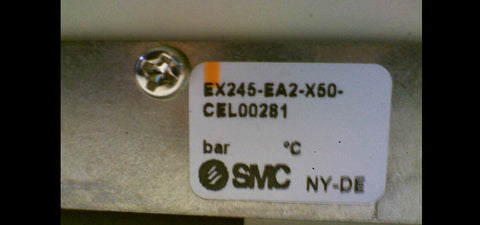 EX245-EA2-X50-
CEL00281
bar °C
SMC NY-DE